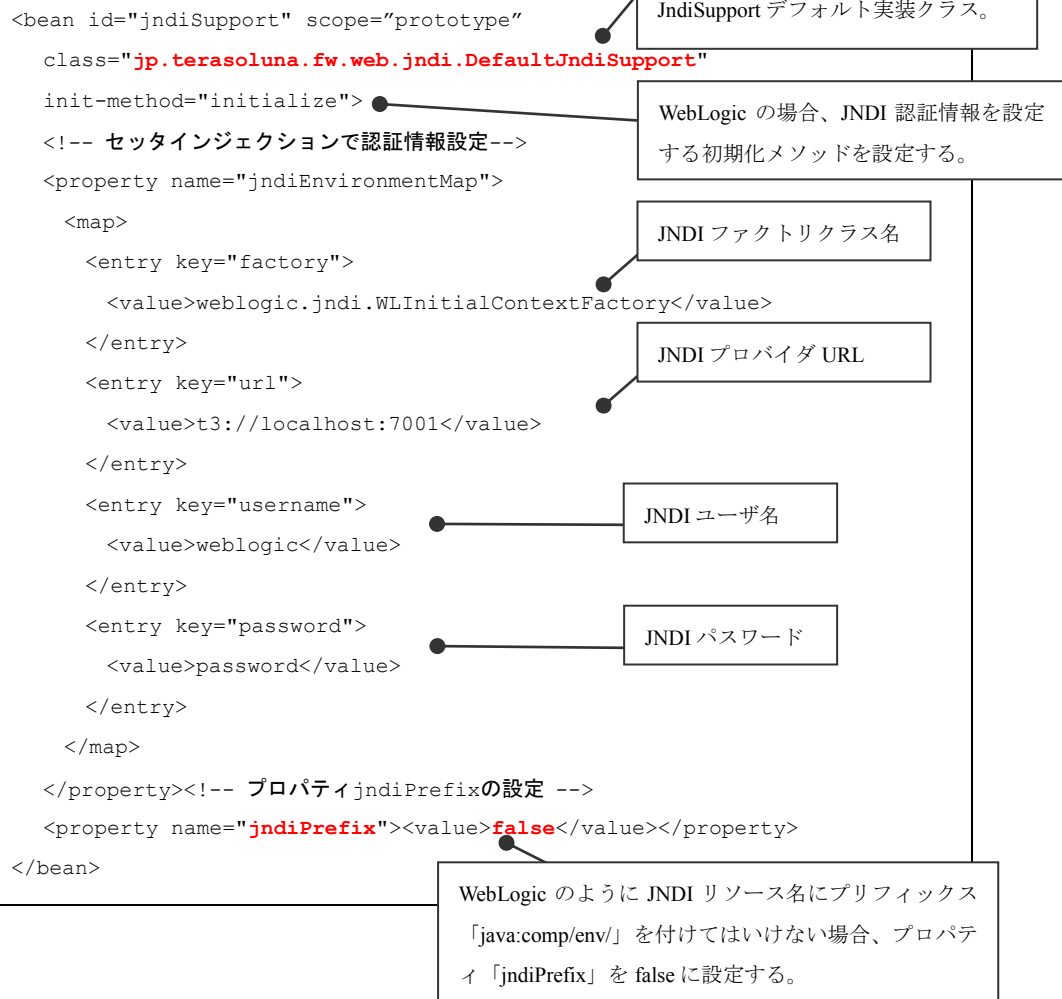 JndiSupport デフォルト実装クラス。
<bean id="jndiSupport" scope=”prototype”
class="jp.terasoluna.fw.web.jndi.DefaultJndiSupport"
init-method="initialize">
WebLogic の場合、JNDI 認証情報を設定
する初期化メソッドを設定する。
<!-- セッタインジェクションで認証情報設定-->
<property name="jndiEnvironmentMap">
<map>
JNDI ファクトリクラス名
<entry key="factory">
<value>weblogic.jndi.WLInitialContextFactory</value>
</entry>
JNDI プロバイダ URL
<entry key="url">
<value>t3://localhost:7001</value>
</entry>
<entry key="username">
JNDI ユーザ名
<value>weblogic</value>
</entry>
<entry key="password">
JNDI パスワード
<value>password</value>
</entry>
</map>
</property><!-- プロパティjndiPrefixの設定 -->
<property name="jndiPrefix"><value>false</value></property>
</bean>
WebLogic のように JNDI リソース名にプリフィックス
「java:comp/env/」を付けてはいけない場合、プロパテ
ィ「jndiPrefix」を false に設定する。